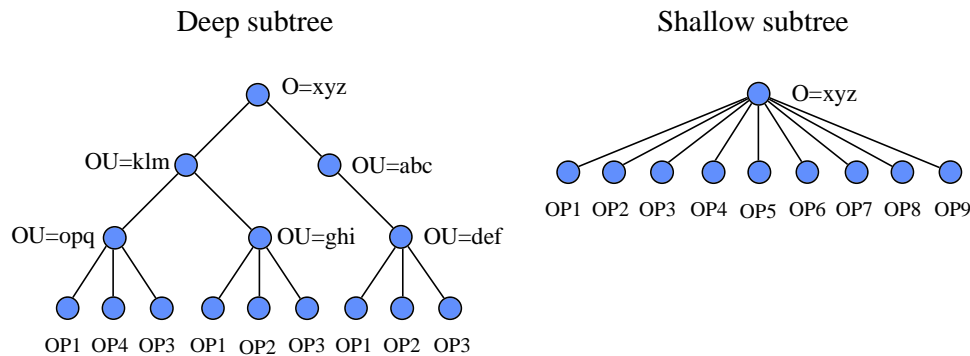 Deep subtree
Shallow subtree
O=xyz
O=xyz
OU=klm
OU=abc
OP1 OP2 OP3 OP4 OP5 OP6 OP7 OP8 OP9
OU=opq
OU=ghi
OU=def
OP1 OP4 OP3 OP1 OP2 OP3 OP1 OP2 OP3